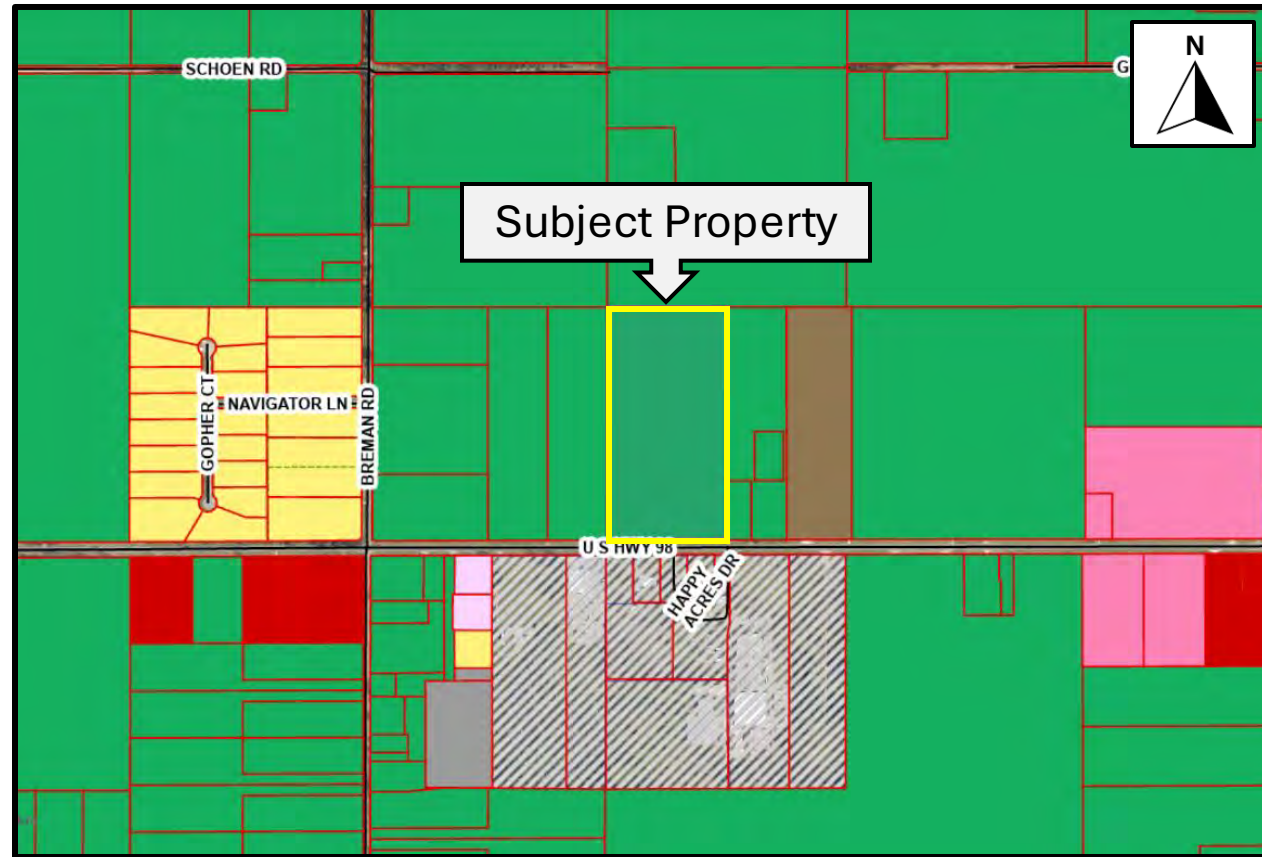 N
SCHOEN RD
G
Subject Property
GOPHER CT
NAVIGATOR LN
BREMAN RD
U S HWY 98
HAPPY
ACRES DR